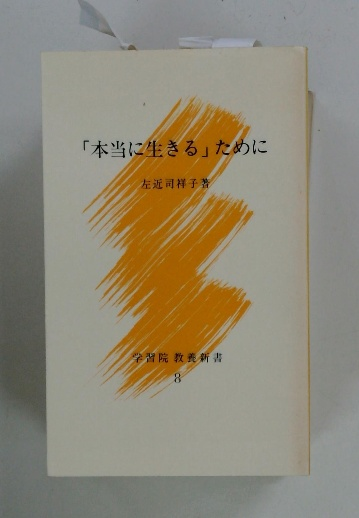 「本当に生きる」ために
左近司祥子著
学習院 教養新書
8